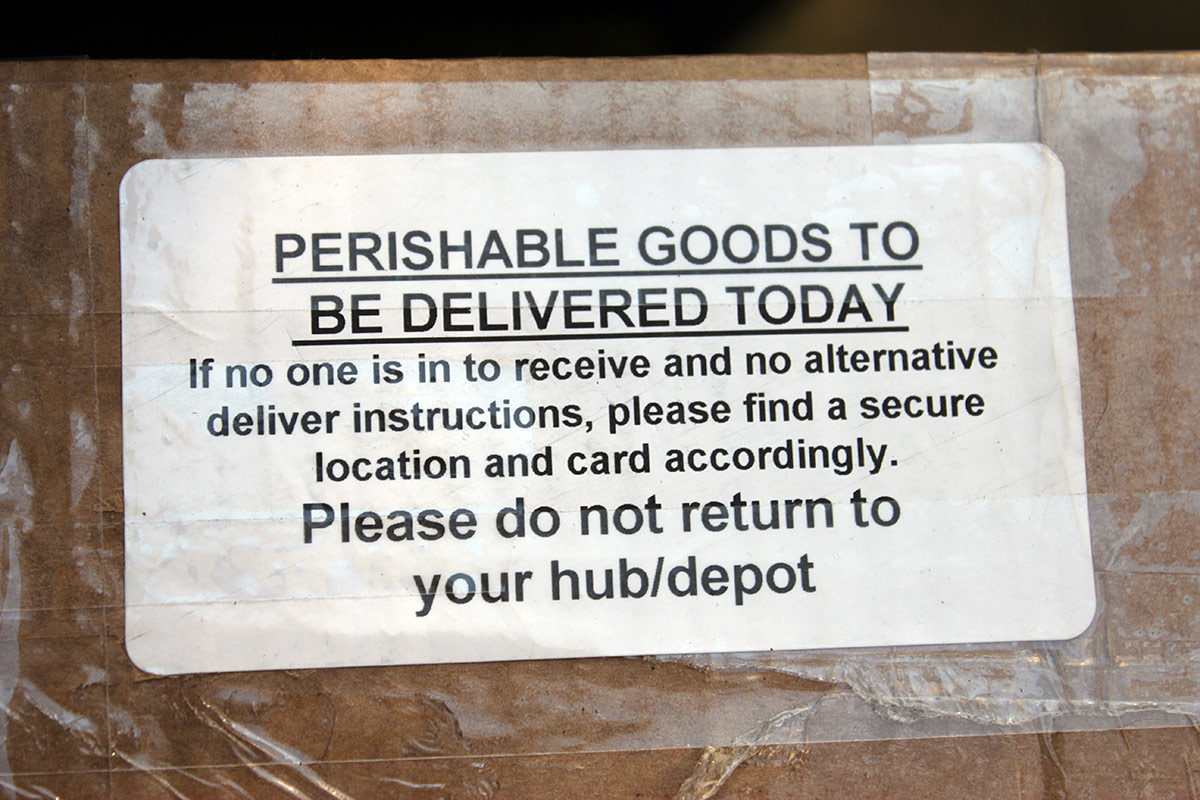 PERISHABLE GOODS TO
BE DELIVERED TODAY
If no one is in to receive and no alternative
deliver instructions, please find a secure
location and card accordingly.
Please do not return to
your hub/depot